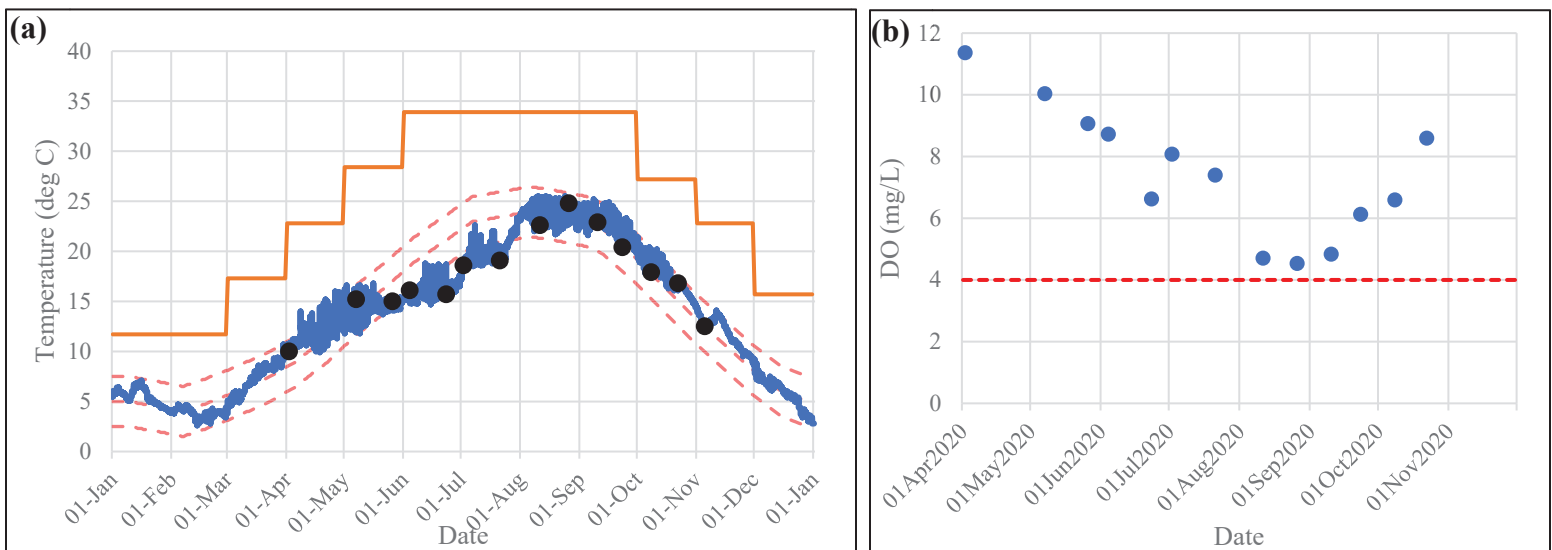 (a)
40
35
30
25
20
15
10
5
0
Temperature (deg C)
01-Jan
01-Feb
01-Mar
01-Apr
01-May
01-Jun
01-Jul
01-Aug
01-Sep
01-Oct
01-Nov
01-Dec
01-Jan
Date
(b)
12
10
8
6
4
2
0
DO (mg/L)
01Apr2020
01May2020
01Jun2020
01Jul2020
01Aug2020
01Sep2020
01Oct2020
01Nov2020
Date